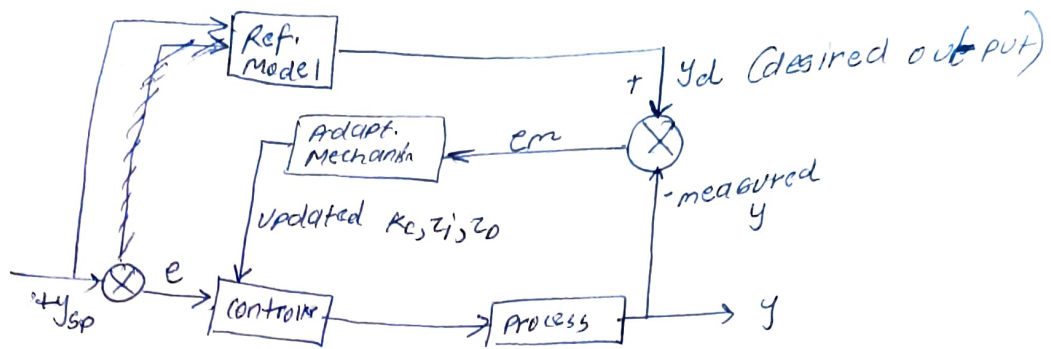 Ref.
Model
+
yd (desired output)
Adapt.
Mechanism
em
- measured
y
updated Kc, τi, τD
e
+ysp
Controller
Process
y